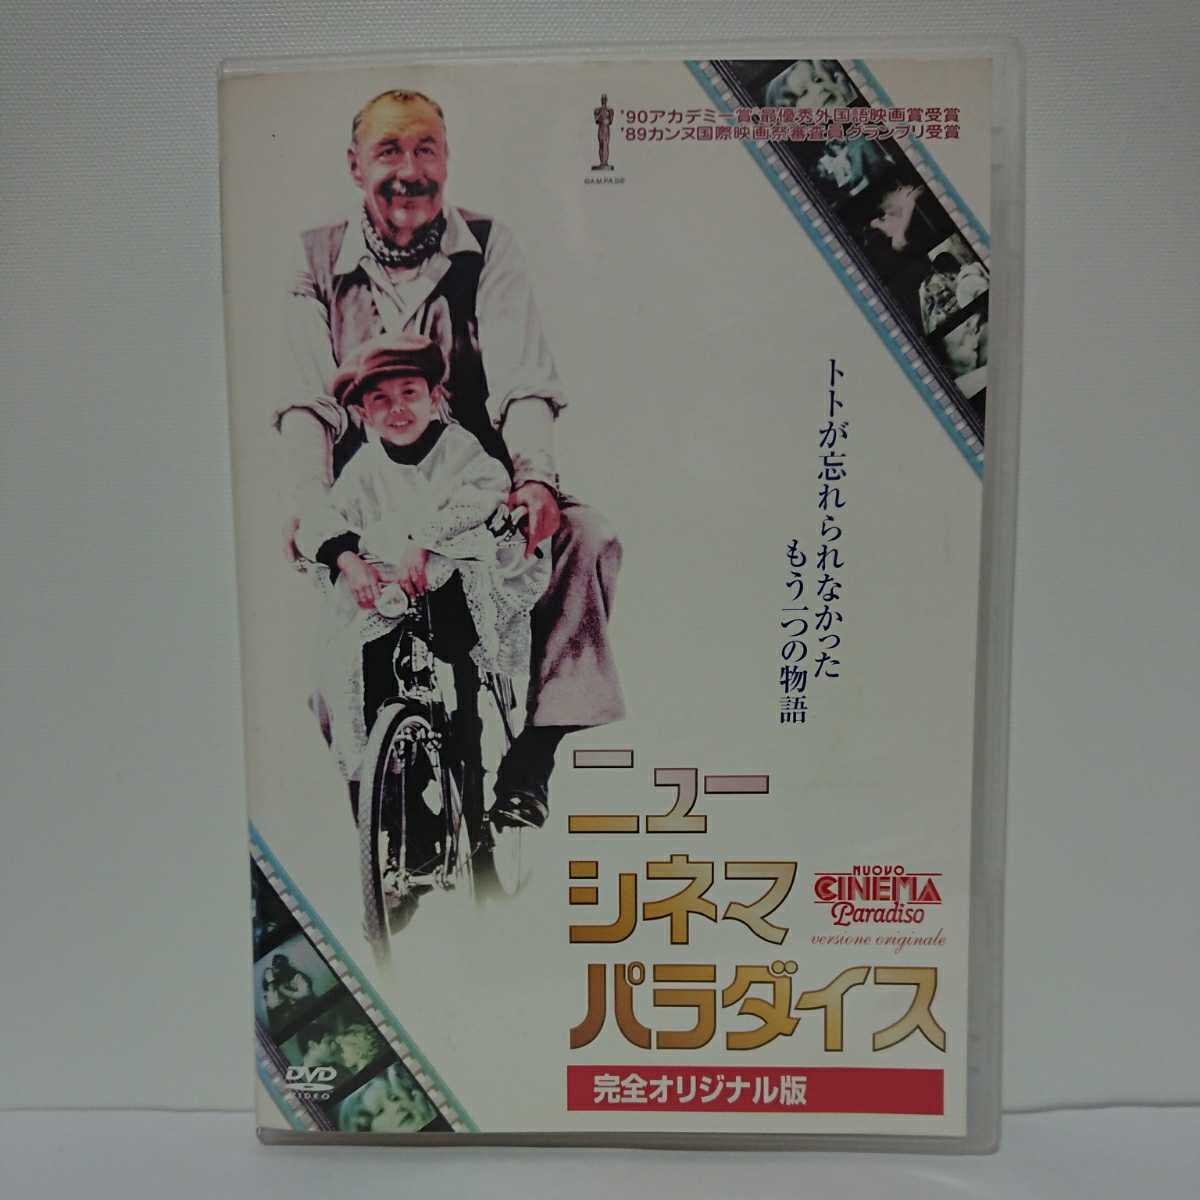 '90アカデミー賞 最優秀外国語映画賞受賞
'89カンヌ国際映画祭審査員グランプリ受賞
©A.M.P.A.S®
トトが忘れられなかった
もう一つの物語
ニュー
シネマ
パラダイス
NUOVO
CINEMA
Paradiso
versione originale
完全オリジナル版
DVD
VIDEO